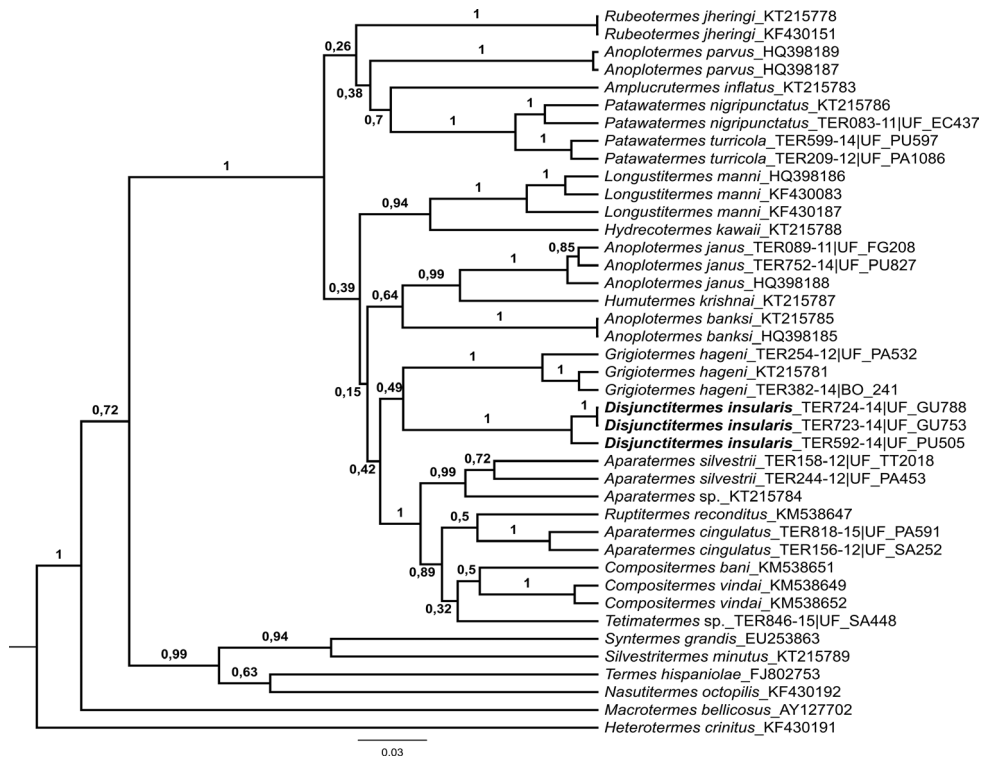 Rubeotermes jheringi_KT215778
Rubeotermes jheringi_KF430151
Anoplotermes parvus_HQ398189
Anoplotermes parvus_HQ398187
Amplucrutermes inflatus_KT215783
Patawatermes nigripunctatus_KT215786
Patawatermes nigripunctatus_TER083-11|UF_EC437
Patawatermes turricola_TER599-14|UF_PU597
Patawatermes turricola_TER209-12|UF_PA1086
Longustitermes manni_HQ398186
Longustitermes manni_KF430083
Longustitermes manni_KF430187
Hydrecotermes kawaii_KT215788
Anoplotermes janus_TER089-11|UF_FG208
Anoplotermes janus_TER752-14|UF_PU827
Anoplotermes janus_HQ398188
Humutermes krishnai_KT215787
Anoplotermes banksi_KT215785
Anoplotermes banksi_HQ398185
Grigiotermes hageni_TER254-12|UF_PA532
Grigiotermes hageni_KT215781
Grigiotermes hageni_TER382-14|BO_241
Disjunctitermes insularis_TER724-14|UF_GU788
Disjunctitermes insularis_TER723-14|UF_GU753
Disjunctitermes insularis_TER592-14|UF_PU505
Aparatermes silvestrii_TER158-12|UF_TT2018
Aparatermes silvestrii_TER244-12|UF_PA453
Aparatermes sp._KT215784
Ruptitermes reconditus_KM538647
Aparatermes cingulatus_TER818-15|UF_PA591
Aparatermes cingulatus_TER156-12|UF_SA252
Compositermes bani_KM538651
Compositermes vindai_KM538649
Compositermes vindai_KM538652
Tetimatermes sp._TER846-15|UF_SA448
Syntermes grandis_EU253863
Silvestritermes minutus_KT215789
Termes hispaniolae_FJ802753
Nasutitermes octopilis_KF430192
Macrotermes bellicosus_AY127702
Heterotermes crinitus_KF430191
1
0,26
1
0,38
0,7
1
1
1
1
1
1
0,94
0,85
1
0,99
0,39
0,64
1
1
1
0,15
0,49
1
1
0,72
0,72
0,42
0,99
1
0,5
1
0,89
0,5
1
0,32
1
0,94
0,99
0,63
0.03